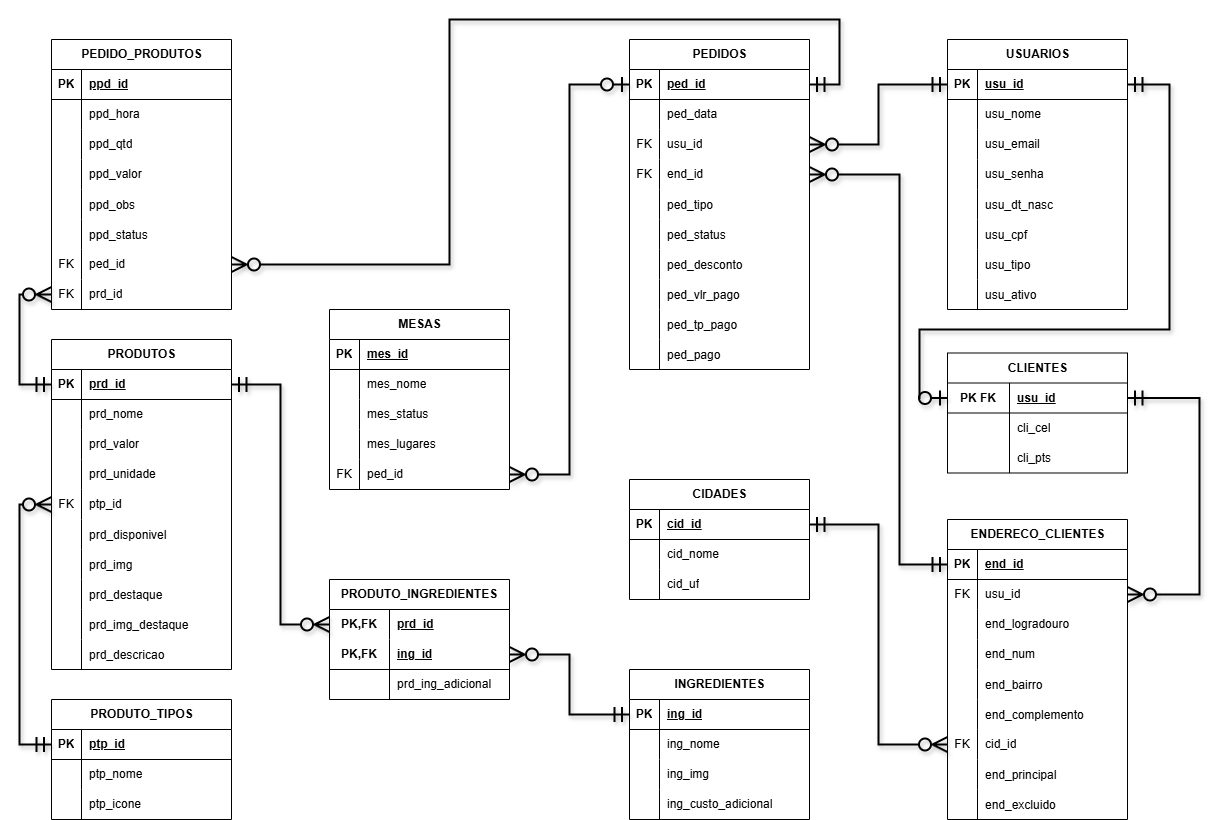 PEDIDO_PRODUTOS
PK ppd_id
ppd_hora
ppd_qtd
ppd_valor
ppd_obs
ppd_status
FK ped_id
FK prd_id
PRODUTOS
PK prd_id
prd_nome
prd_valor
prd_unidade
FK ptp_id
prd_disponivel
prd_img
prd_destaque
prd_img_destaque
prd_descricao
PRODUTO_TIPOS
PK ptp_id
ptp_nome
ptp_icone
MESAS
PK mes_id
mes_nome
mes_status
mes_lugares
FK ped_id
PRODUTO_INGREDIENTES
PK,FK prd_id
PK,FK ing_id
prd_ing_adicional
PEDIDOS
PK ped_id
ped_data
FK usu_id
FK end_id
ped_tipo
ped_status
ped_desconto
ped_vlr_pago
ped_tp_pago
ped_pago
CIDADES
PK cid_id
cid_nome
cid_uf
INGREDIENTES
PK ing_id
ing_nome
ing_img
ing_custo_adicional
USUARIOS
PK usu_id
usu_nome
usu_email
usu_senha
usu_dt_nasc
usu_cpf
usu_tipo
usu_ativo
CLIENTES
PK FK usu_id
cli_cel
cli_pts
ENDERECO_CLIENTES
PK end_id
FK usu_id
end_logradouro
end_num
end_bairro
end_complemento
FK cid_id
end_principal
end_excluido